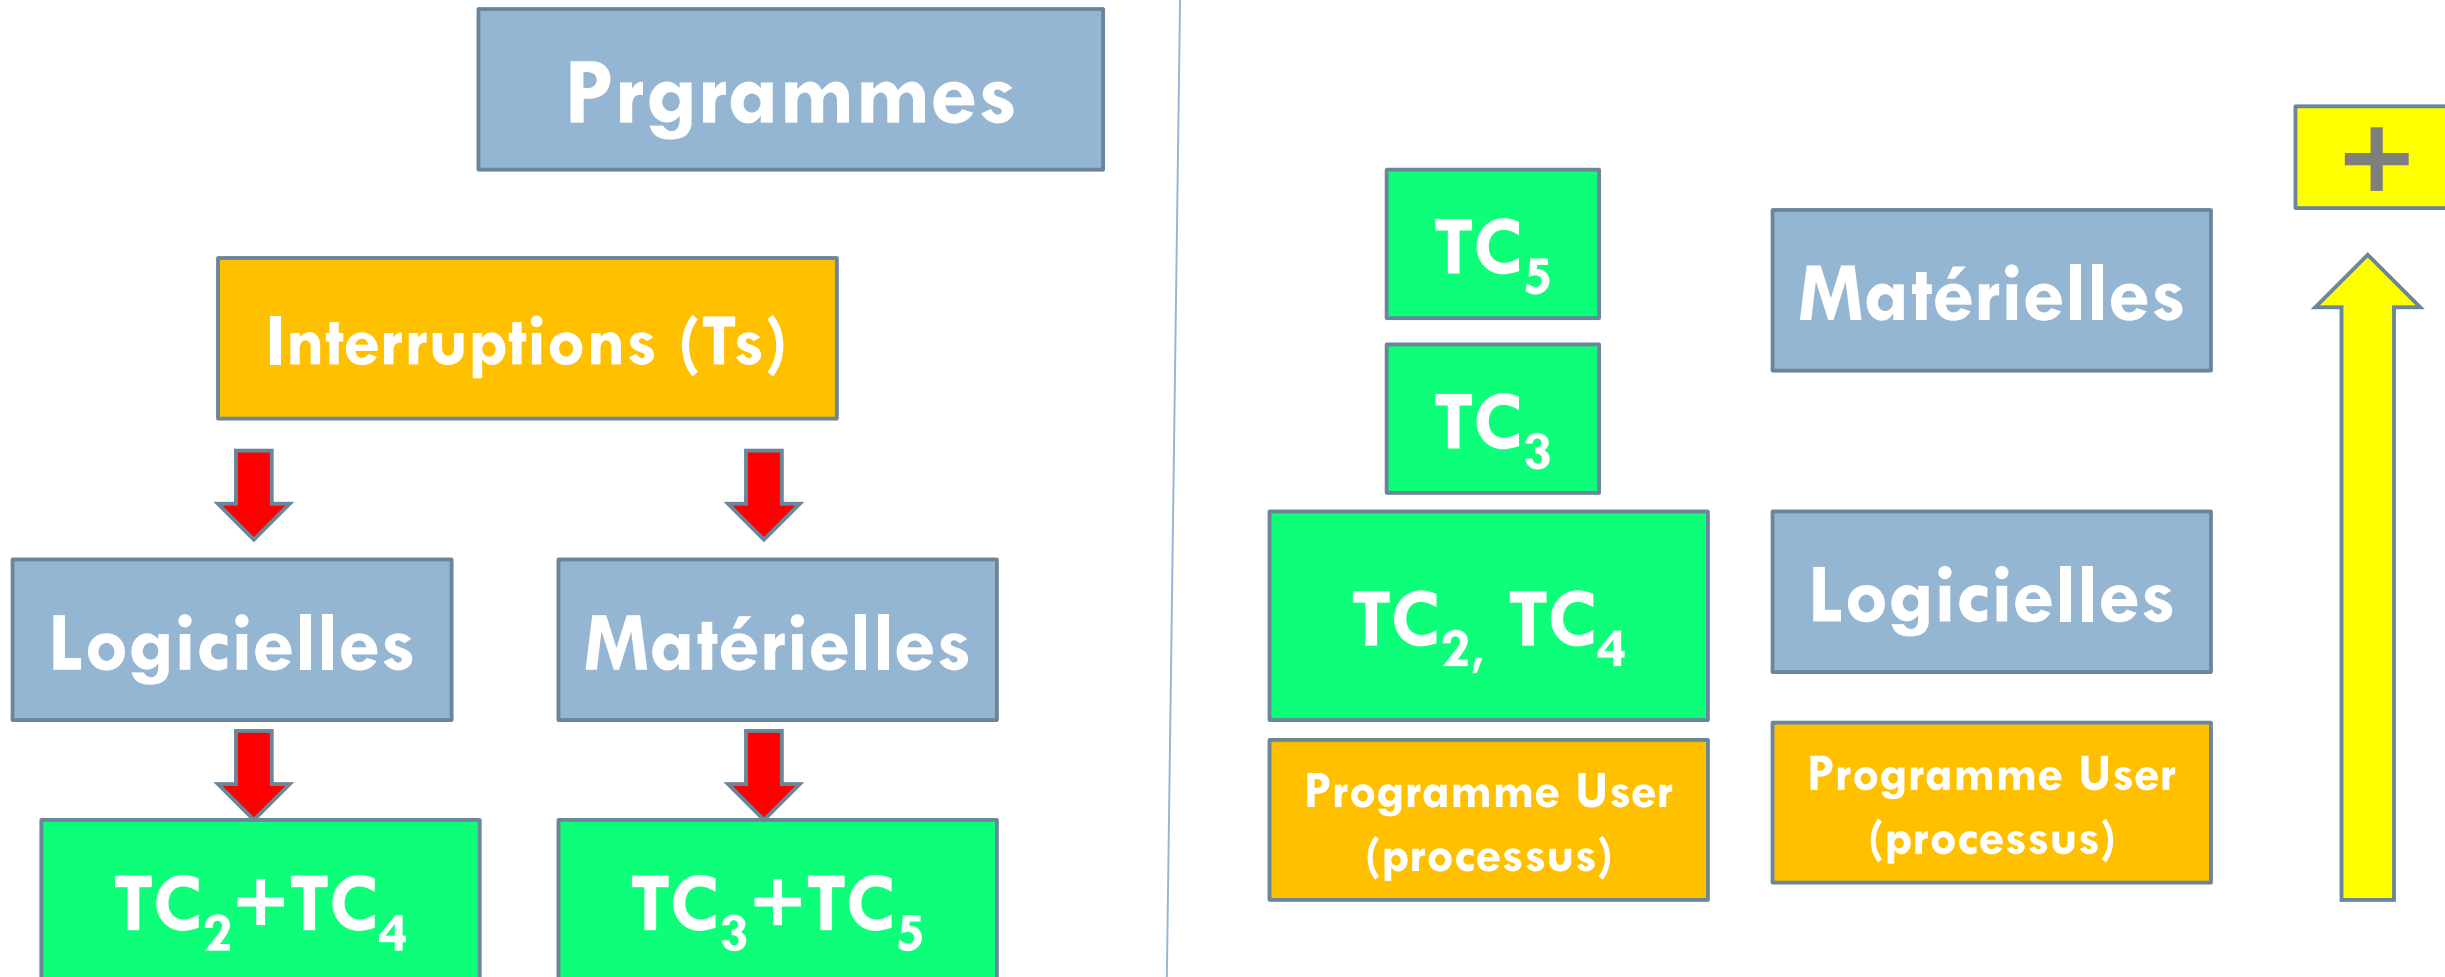 Prgrammes
Interruptions (Ts)
Logicielles
Matérielles
TC2+TC4
TC3+TC5
+
TC5
Matérielles
TC3
TC2, TC4
Logicielles
Programme User
(processus)
Programme User
(processus)